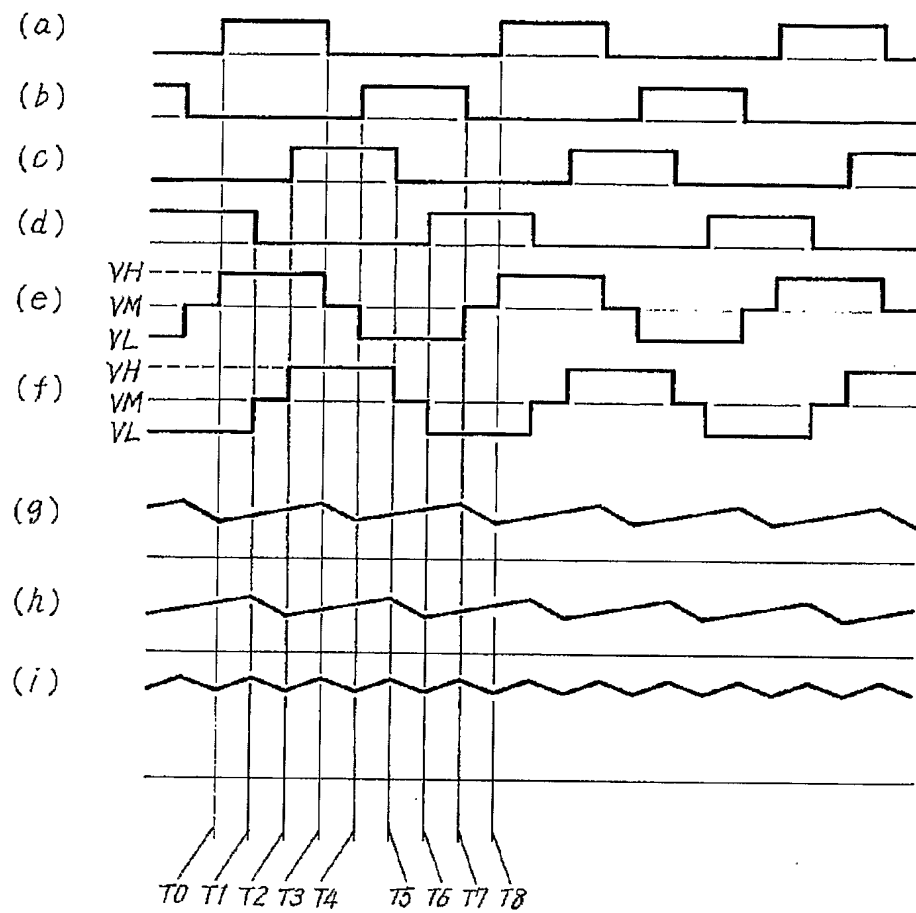 (a)
(b)
(c)
(d)
VH
(e) VM
VL
VH
(f) VM
VL
(g)
(h)
(i)
T0 T1 T2 T3 T4 T5 T6 T7 T8